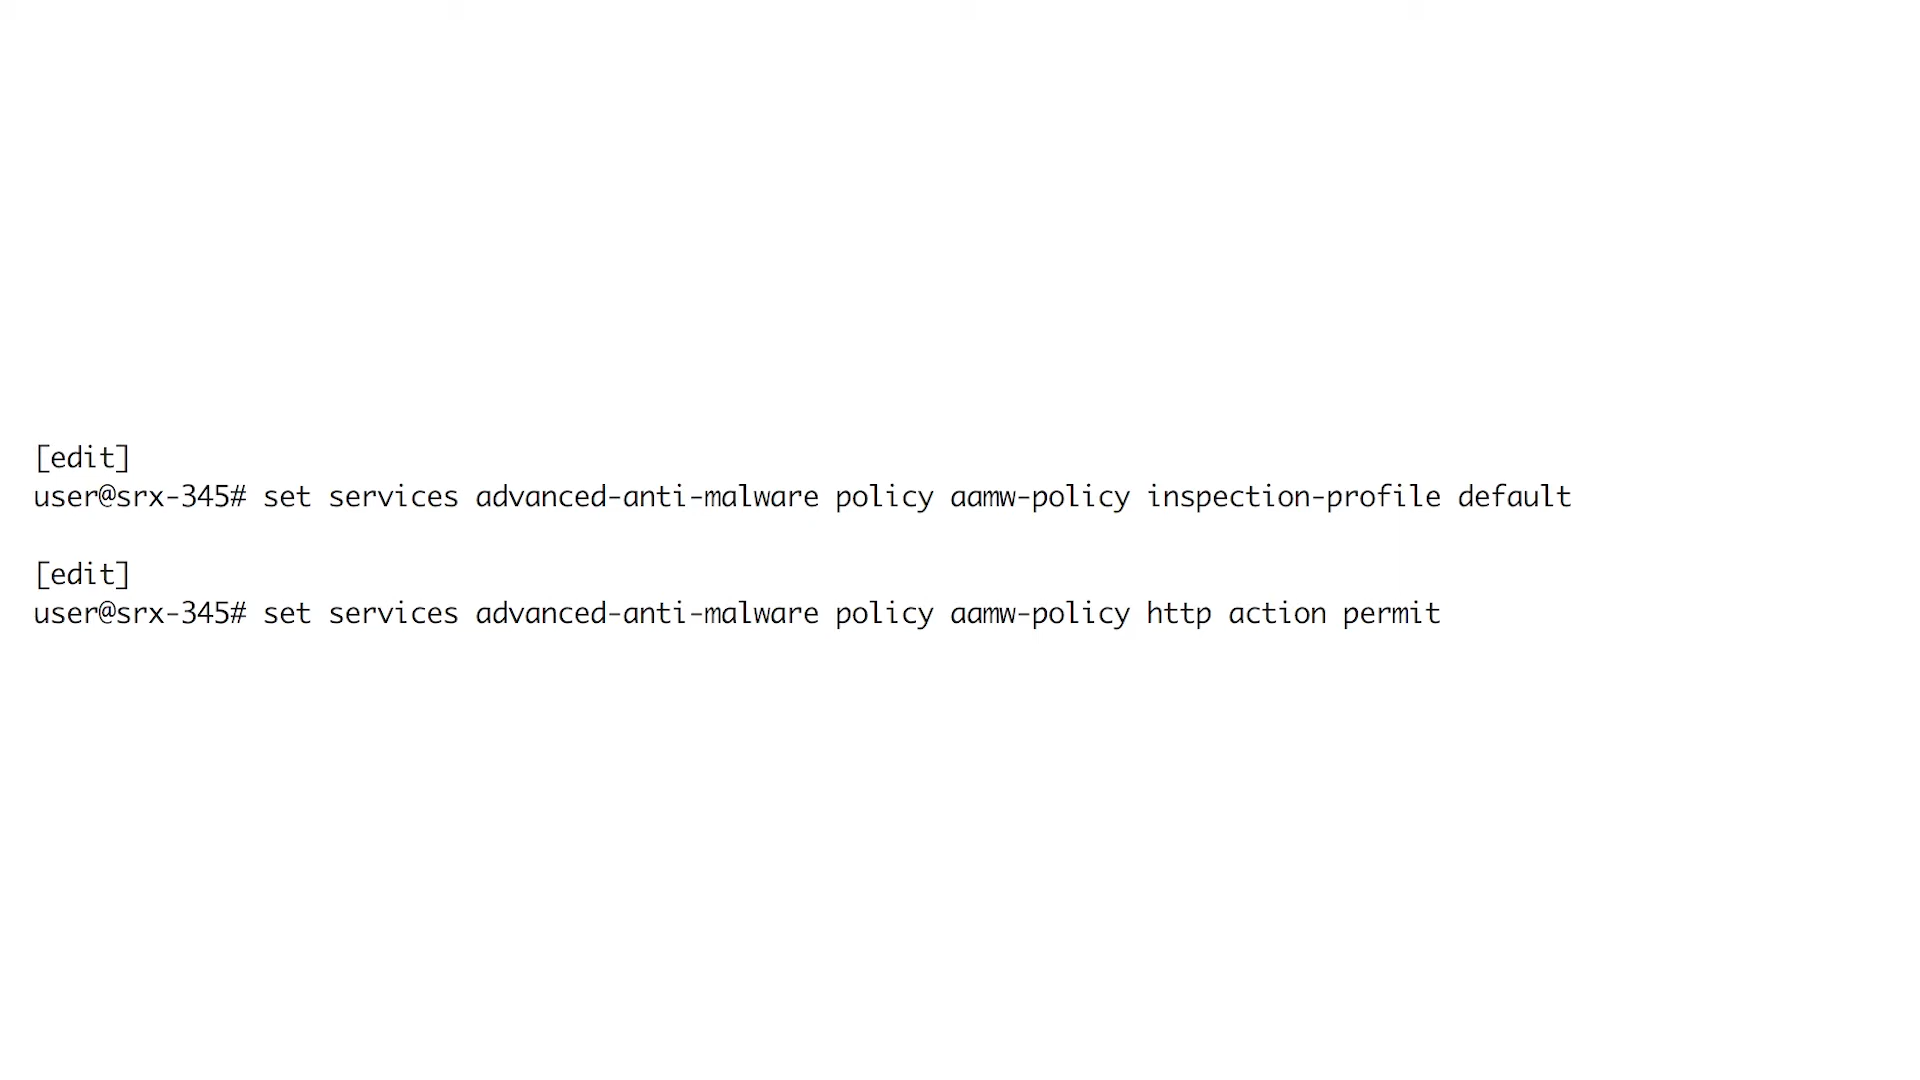 [edit]
user@srx-345# set services advanced-anti-malware policy aamw-policy inspection-profile default
[edit]
user@srx-345# set services advanced-anti-malware policy aamw-policy http action permit